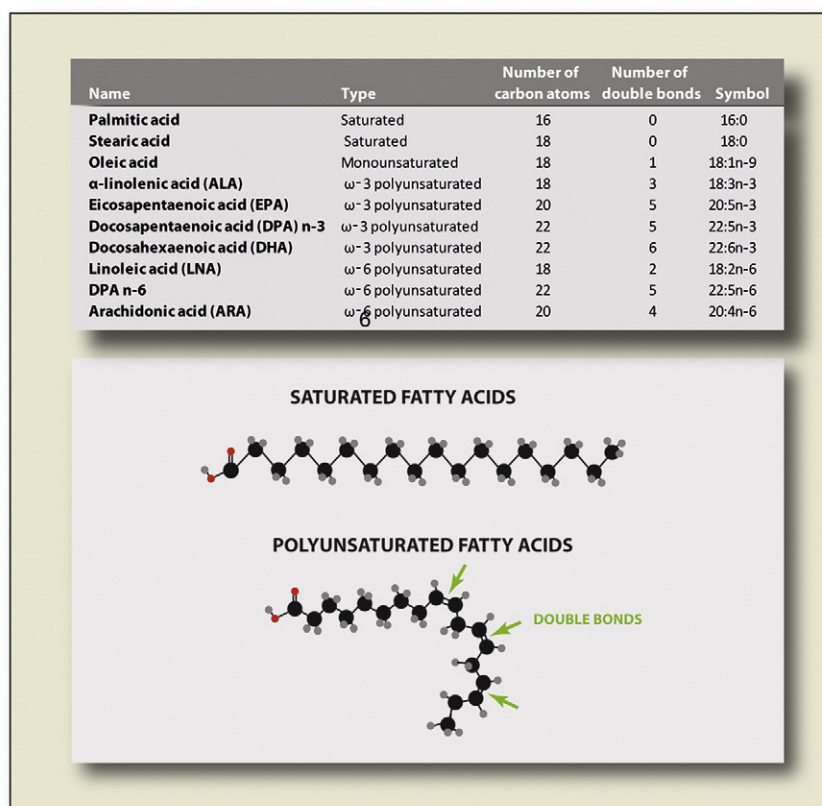 Number of Number of
Name Type carbon atoms double bonds Symbol
Palmitic acid Saturated 16 0 16:0
Stearic acid Saturated 18 0 18:0
Oleic acid Monounsaturated 18 1 18:1n-9
α-linolenic acid (ALA) ω-3 polyunsaturated 18 3 18:3n-3
Eicosapentaenoic acid (EPA) ω-3 polyunsaturated 20 5 20:5n-3
Docosapentaenoic acid (DPA) n-3 ω-3 polyunsaturated 22 5 22:5n-3
Docosahexaenoic acid (DHA) ω-3 polyunsaturated 22 6 22:6n-3
Linoleic acid (LNA) ω-6 polyunsaturated 18 2 18:2n-6
DPA n-6 ω-6 polyunsaturated 22 5 22:5n-6
Arachidonic acid (ARA) ω-6 polyunsaturated 20 4 20:4n-6
6
SATURATED FATTY ACIDS
POLYUNSATURATED FATTY ACIDS
DOUBLE BONDS